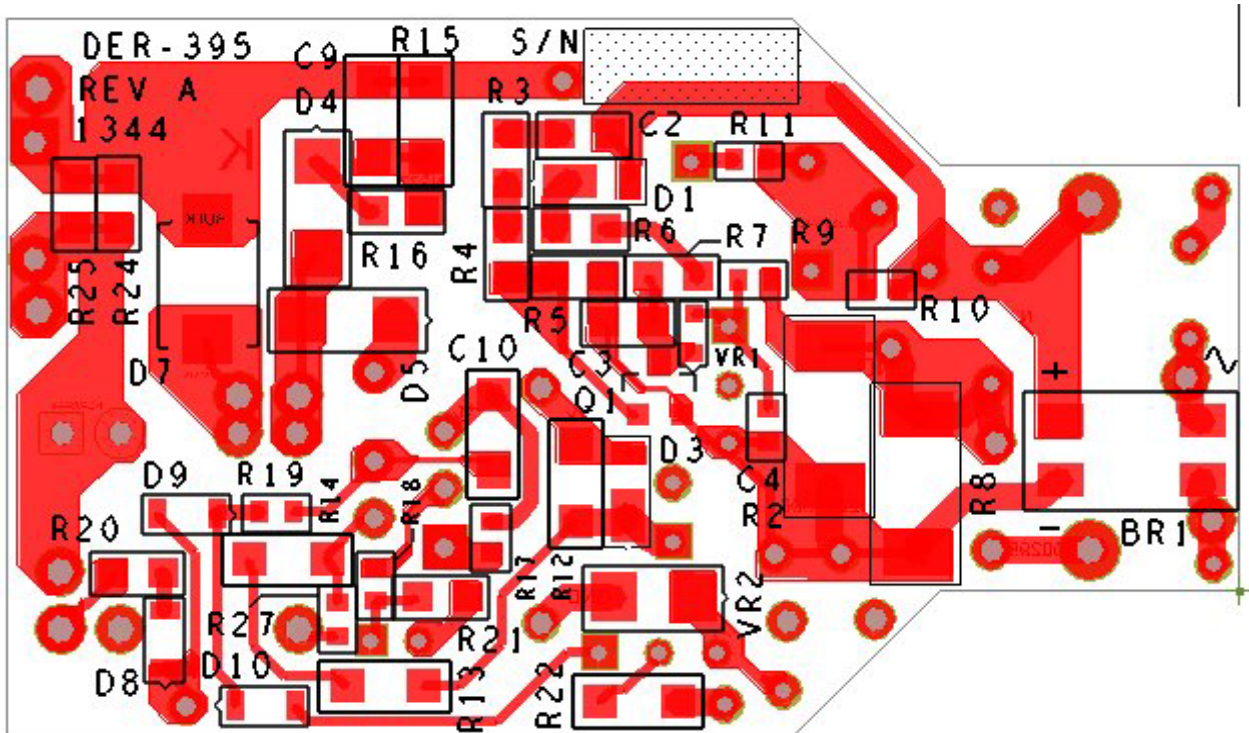 DER-395
REV A
1344
C9
R15
S/N
D4
R3
C2
R11
K
BULK
D1
R16
R4
R6
R7
R9
R25
R24
R5
R10
D7
D5
C10
C3
VR1
Q1
+
~
D9
R19
R14
R18
D3
C4
R2
R8
R20
R17
R12
-
BR1
R27
R21
VR2
D8
D10
R13
R22